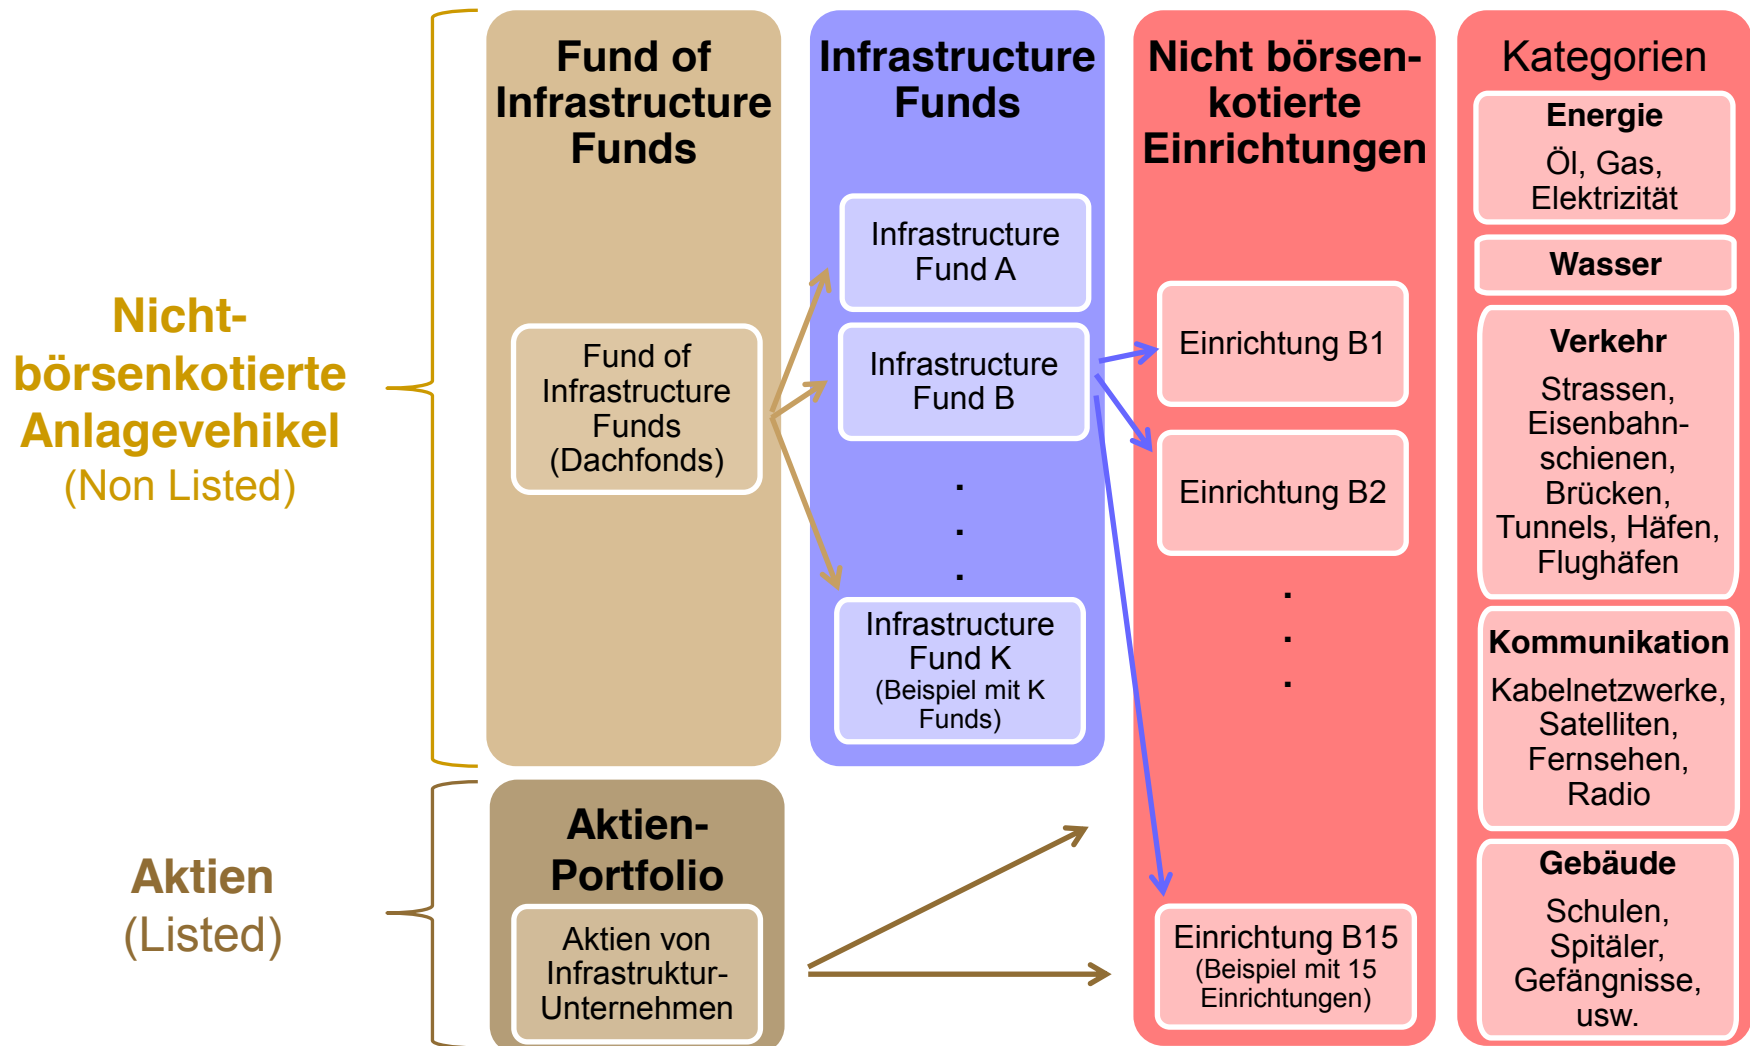 Nicht-
börsenkotierte
Anlagevehikel
(Non Listed)
Aktien
(Listed)
Fund of
Infrastructure
Funds
Fund of
Infrastructure
Funds
(Dachfonds)
Aktien-
Portfolio
Aktien von
Infrastruktur-
Unternehmen
Infrastructure
Funds
Infrastructure
Fund A
Infrastructure
Fund B
.
.
.
Infrastructure
Fund K
(Beispiel mit K
Funds)
Nicht börsen-
kotierte
Einrichtungen
Einrichtung B1
Einrichtung B2
.
.
.
Einrichtung B15
(Beispiel mit 15
Einrichtungen)
Kategorien
Energie
Öl, Gas,
Elektrizität
Wasser
Verkehr
Strassen,
Eisenbahn-
schienen,
Brücken,
Tunnels, Häfen,
Flughäfen
Kommunikation
Kabelnetzwerke,
Satelliten,
Fernsehen,
Radio
Gebäude
Schulen,
Spitäler,
Gefängnisse,
usw.